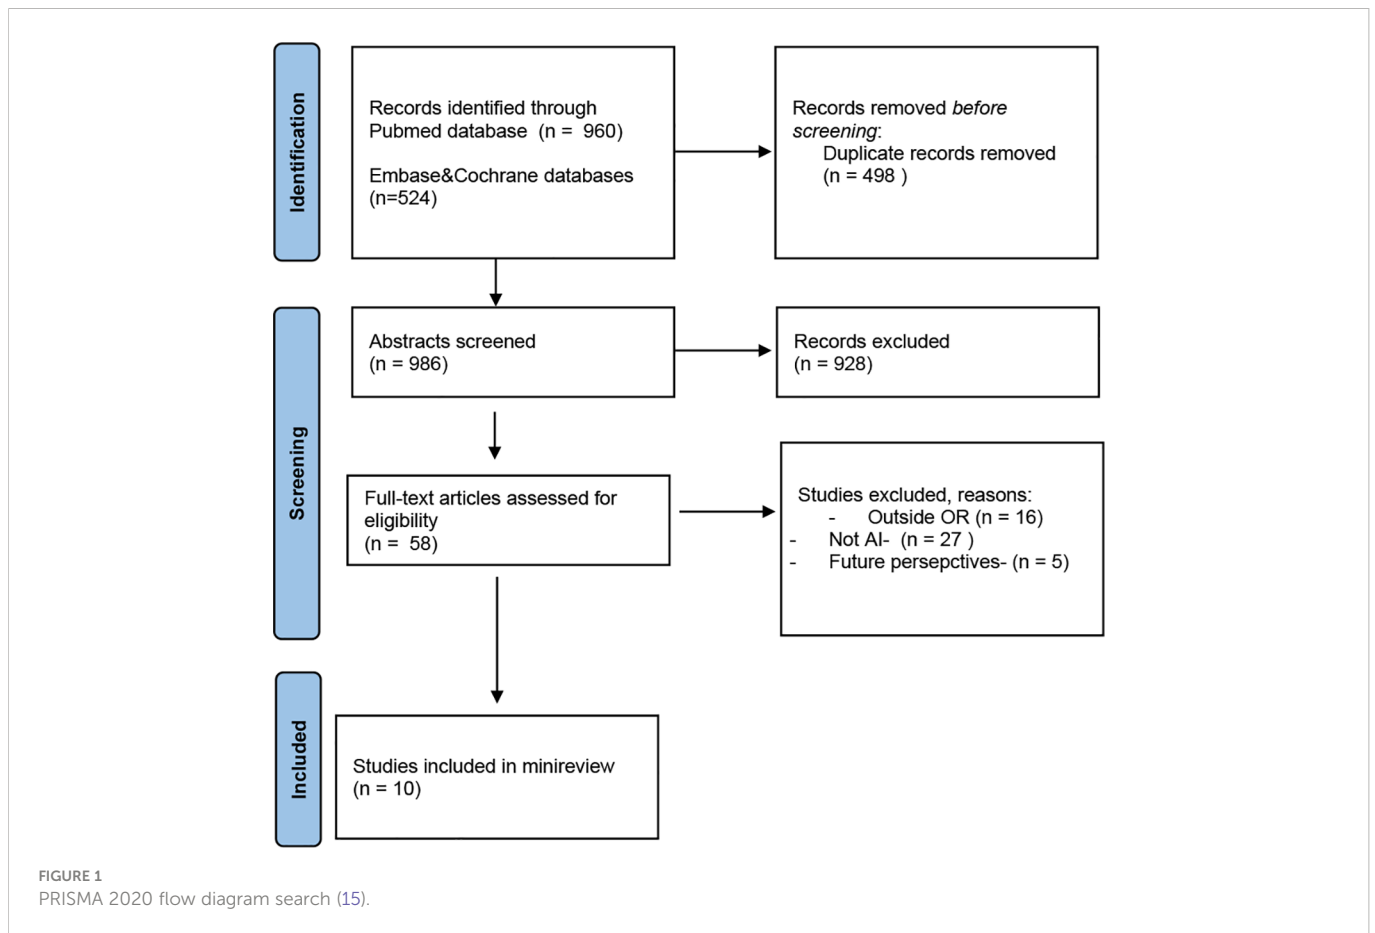 Identification
Records identified through
Pubmed database (n = 960)
Embase&Cochrane databases
(n=524)
Records removed before
screening:
Duplicate records removed
(n = 498 )
Screening
Abstracts screened
(n = 986)
Records excluded
(n = 928)
Full-text articles assessed for
eligibility
(n = 58)
Studies excluded, reasons:
- Outside OR (n = 16)
- Not AI- (n = 27 )
- Future persepctives- (n = 5)
Included
Studies included in minireview
(n = 10)
FIGURE 1
PRISMA 2020 flow diagram search (15).